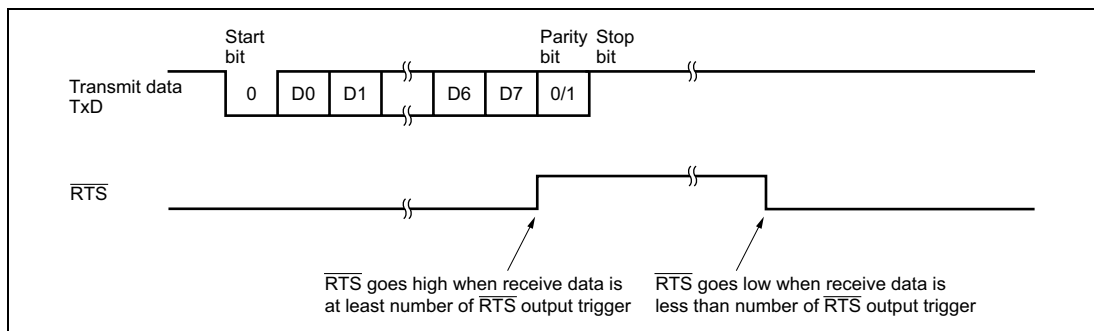 Start bit
Parity bit
Stop bit
Transmit data TxD
0
D0
D1
D6
D7
0/1
RTS
RTS goes high when receive data is
at least number of RTS output trigger
RTS goes low when receive data is
less than number of RTS output trigger